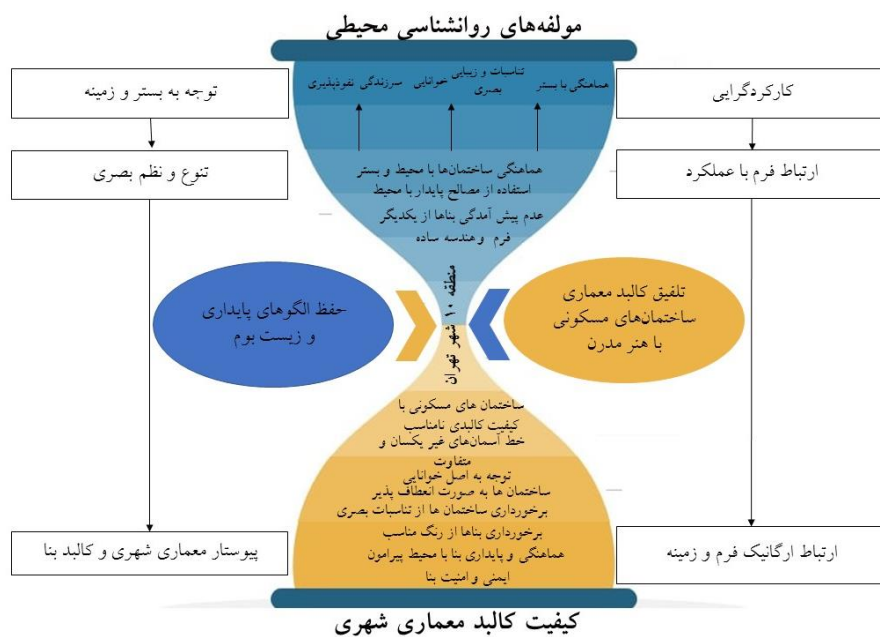 مولفه‌های روانشناسی محیطی
کارکردگرایی
ارتباط فرم با عملکرد
ارتباط ارگانیک فرم و زمینه
هماهنگی با بستر
تناسبات و زیبایی
بصری
خوانایی
سرزندگی
نفوذپذیری
هماهنگی ساختمان‌ها با محیط و بستر
استفاده از مصالح پایدار با محیط
عدم پیش آمدگی بناها از یکدیگر
فرم و هندسه ساده
منطقه ۱۰ شهر تهران
تلفیق کالبد معماری
ساختمان‌های مسکونی
با هنر مدرن
حفظ الگوهای پایداری
و زیست بوم
ساختمان های مسکونی با
کیفیت کالبدی نامناسب
خط آسمان‌های غیر یکسان و
متفاوت
توجه به اصل خوانایی
ساختمان ها به صورت انعطاف پذیر
برخورداری ساختمان ها از تناسبات بصری
برخورداری بناها از رنگ مناسب
هماهنگی و پایداری بنا با محیط پیرامون
ایمنی و امنیت بنا
توجه به بستر و زمینه
تنوع و نظم بصری
پیوستار معماری شهری و کالبد بنا
کیفیت کالبد معماری شهری